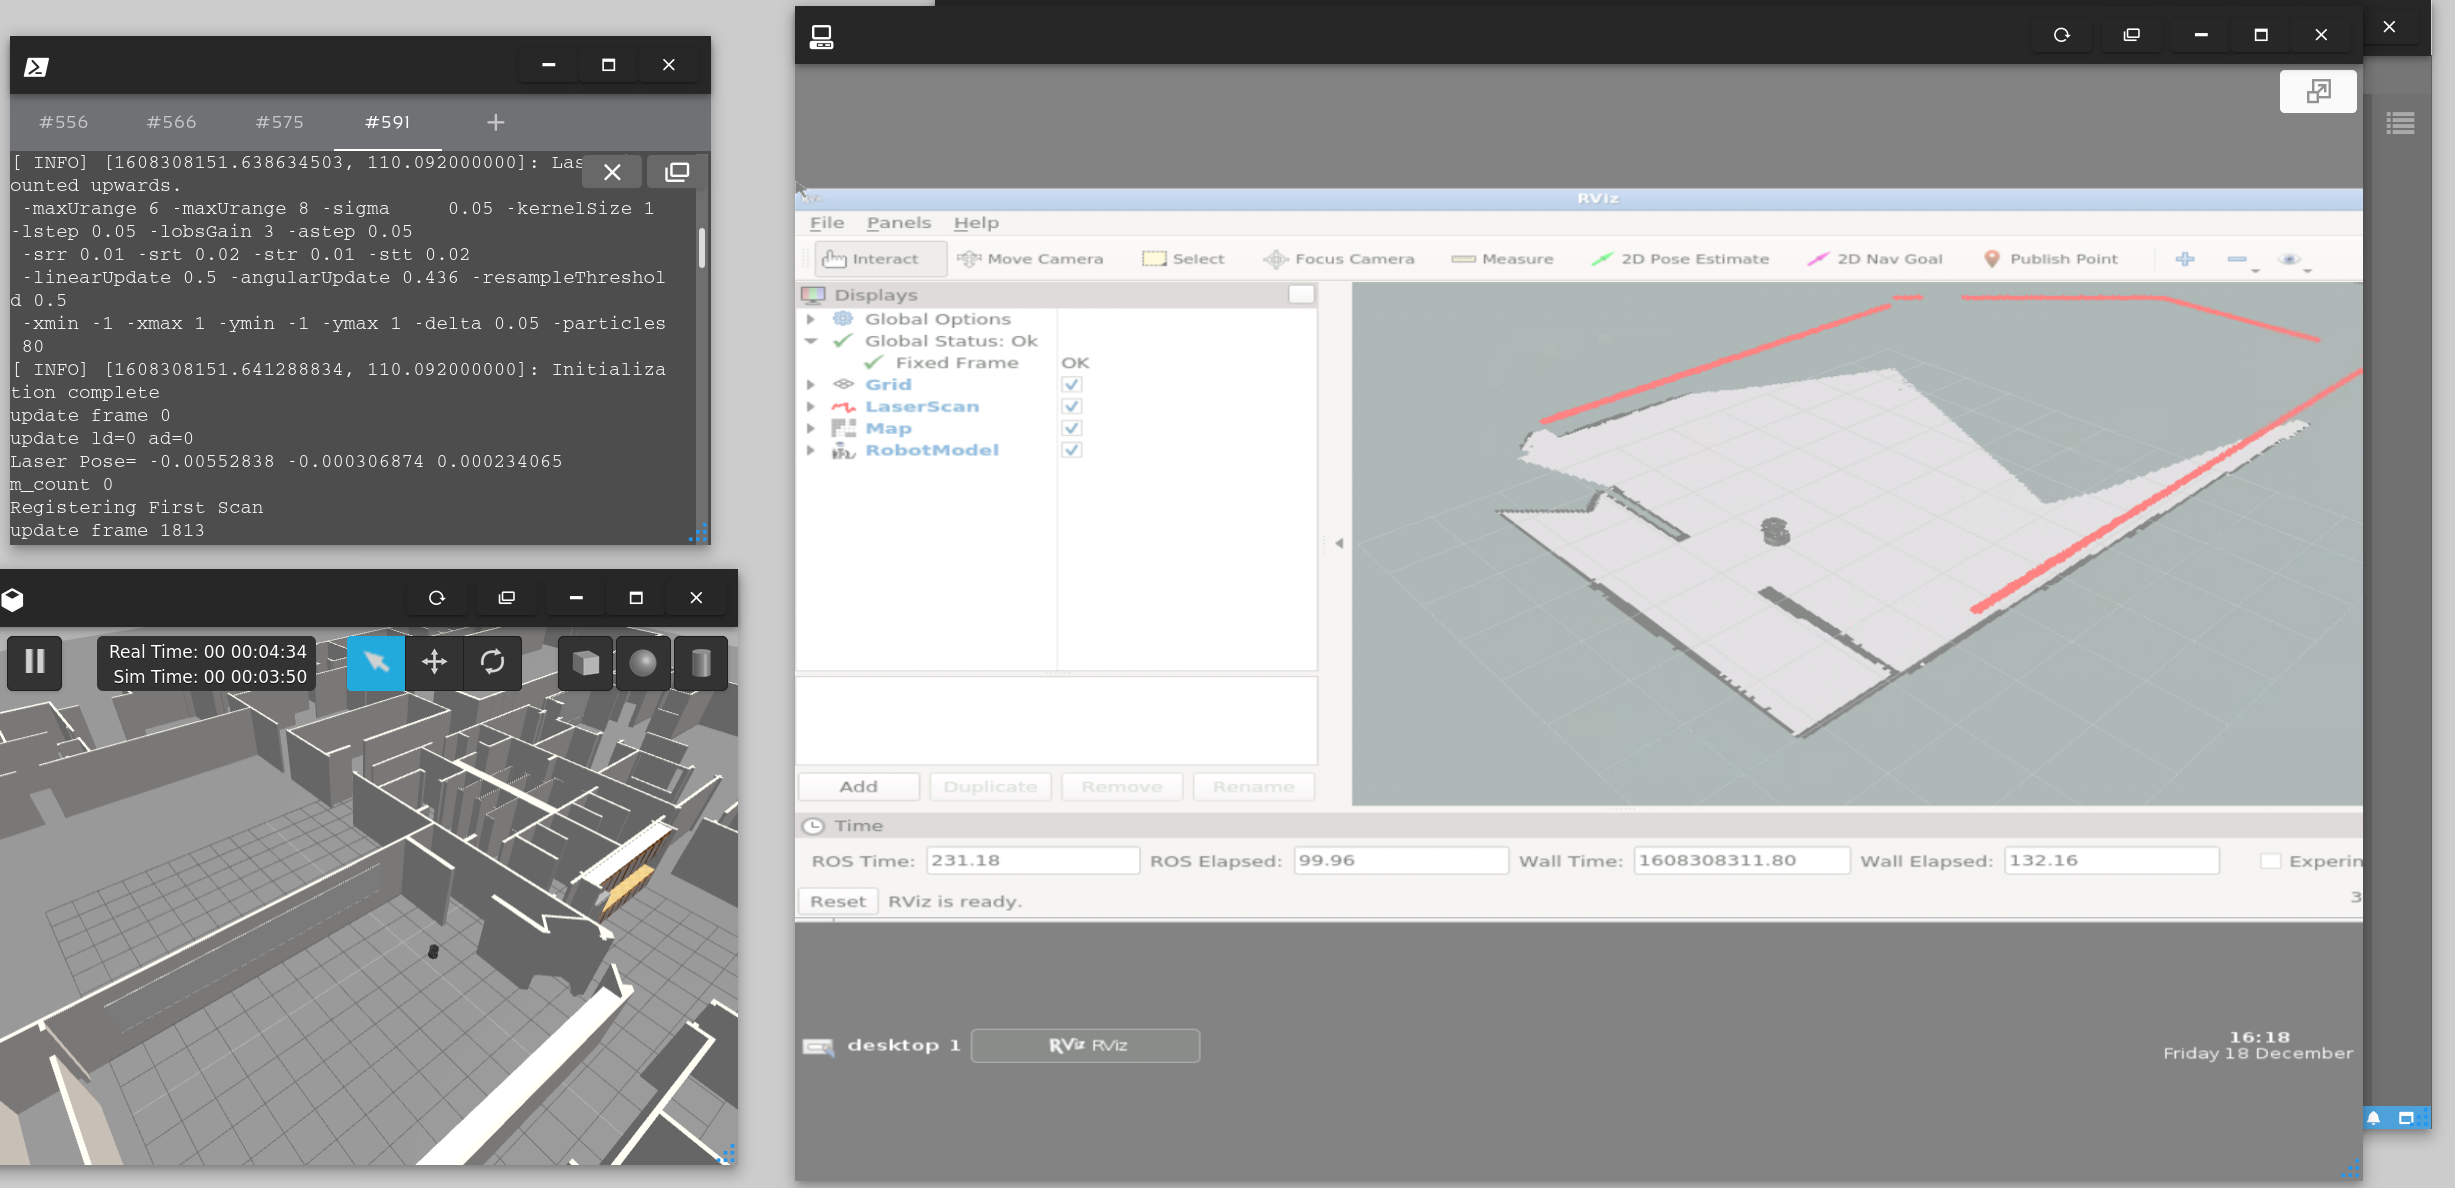 #556 #566 #575 #591 +
[ INFO] [1608308151.638634503, 110.092000000]: Las
ounted upwards.
-maxUrange 6 -maxUrange 8 -sigma     0.05 -kernelSize 1
-lstep 0.05 -lobsGain 3 -astep 0.05
-srr 0.01 -srt 0.02 -str 0.01 -stt 0.02
-linearUpdate 0.5 -angularUpdate 0.436 -resampleThreshol
d 0.5
-xmin -1 -xmax 1 -ymin -1 -ymax 1 -delta 0.05 -particles
80
[ INFO] [1608308151.641288834, 110.092000000]: Initializa
tion complete
update frame 0
update ld=0 ad=0
Laser Pose= -0.00552838 -0.000306874 0.000234065
m_count 0
Registering First Scan
update frame 1813
Real Time: 00 00:04:34
Sim Time: 00 00:03:50
RViz
File Panels Help
Interact Move Camera Select Focus Camera Measure 2D Pose Estimate 2D Nav Goal Publish Point
Displays
Global Options
Global Status: Ok
Fixed Frame OK
Grid
LaserScan
Map
RobotModel
Add Duplicate Remove Rename
Time
ROS Time: 231.18 ROS Elapsed: 99.96 Wall Time: 1608308311.80 Wall Elapsed: 132.16 Experin
Reset RViz is ready. 3
desktop 1 RViz RViz
16:18
Friday 18 December